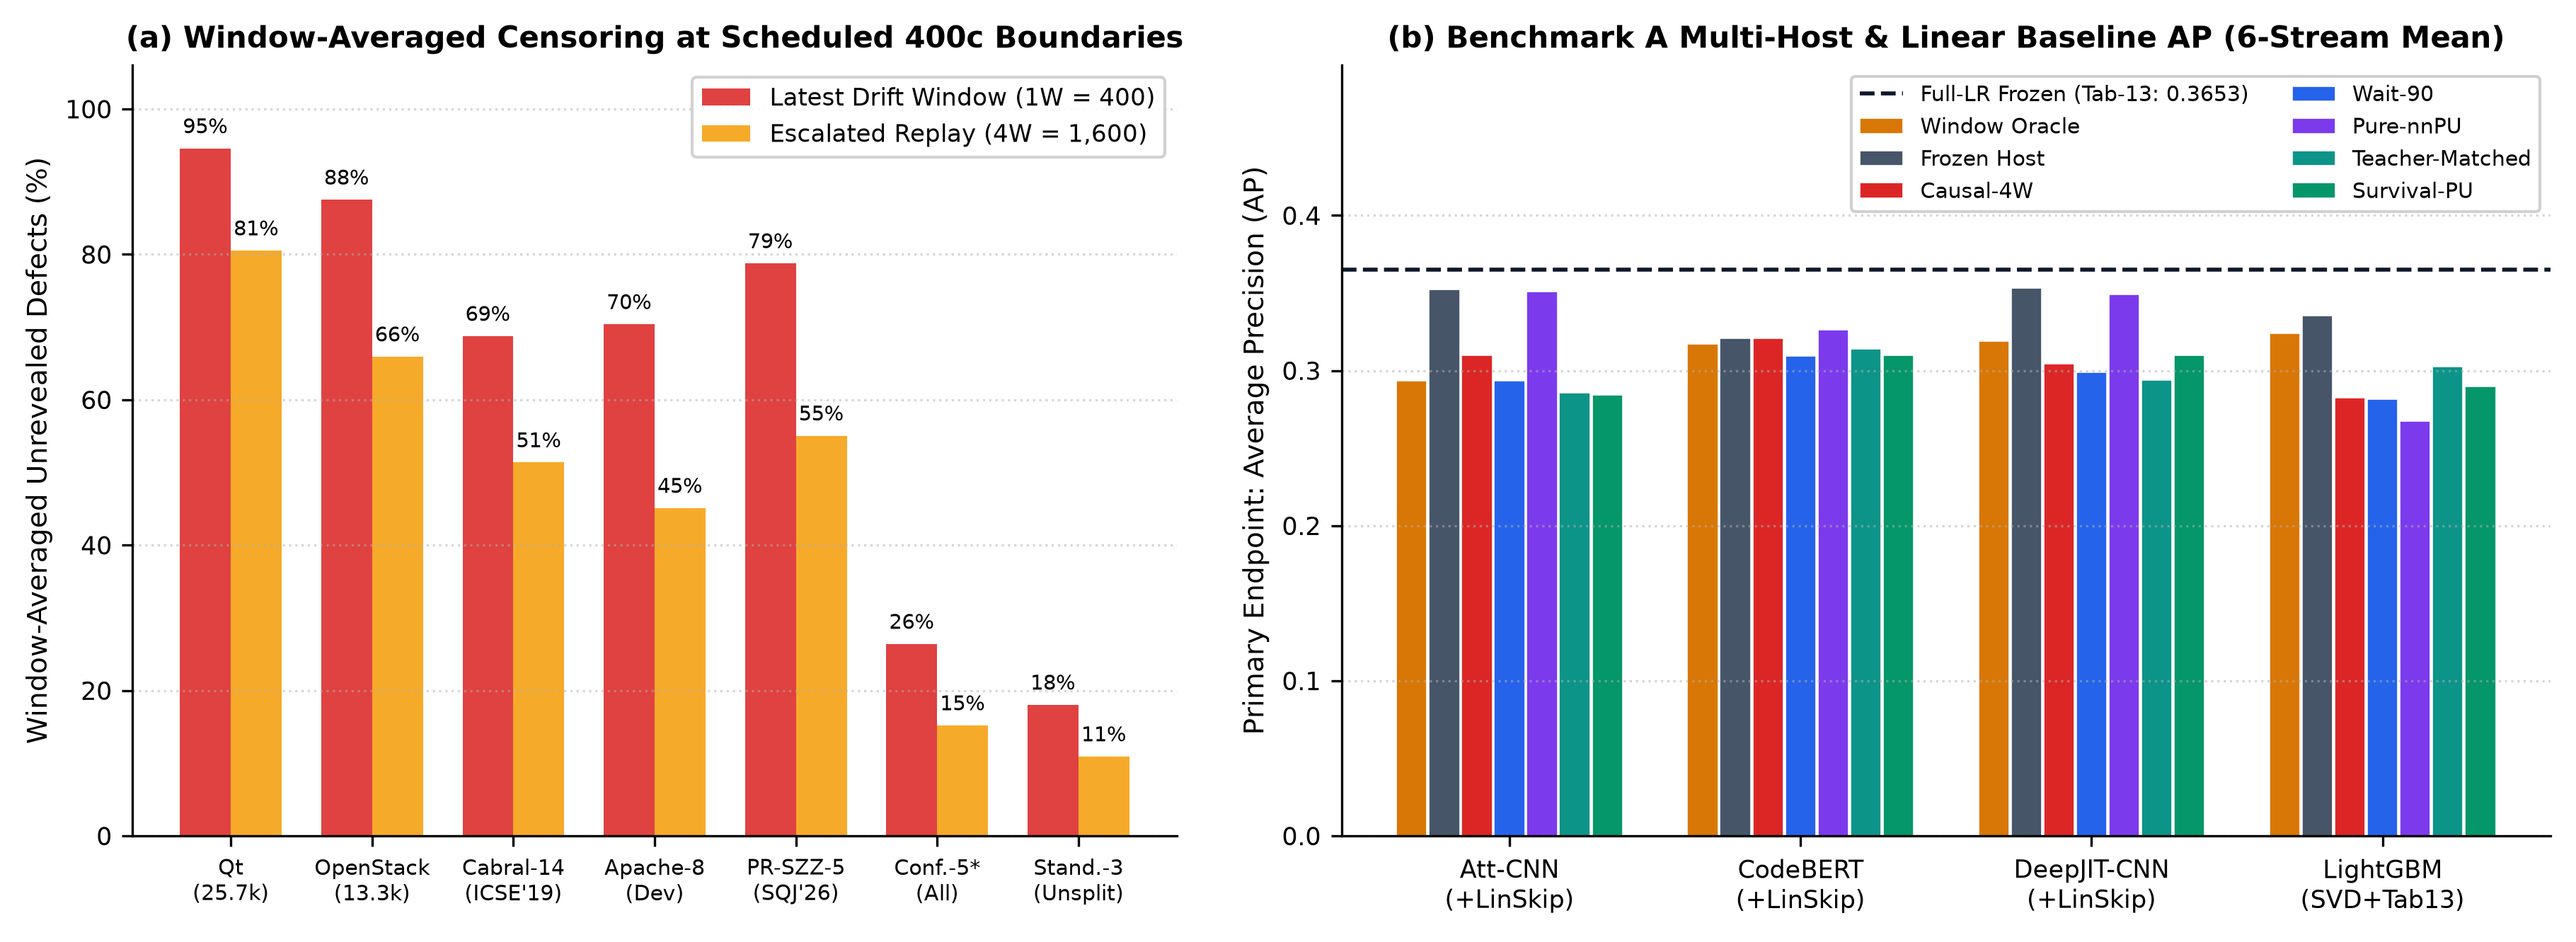 (a) Window-Averaged Censoring at Scheduled 400c Boundaries
Window-Averaged Unrevealed Defects (%)
100
80
60
40
20
0
Latest Drift Window (1W = 400)
Escalated Replay (4W = 1,600)
95%
81%
88%
66%
69%
51%
70%
45%
79%
55%
26%
15%
18%
11%
Qt
(25.7k)
OpenStack
(13.3k)
Cabral-14
(ICSE'19)
Apache-8
(Dev)
PR-SZZ-5
(SQJ'26)
Conf.-5*
(All)
Stand.-3
(Unsplit)
(b) Benchmark A Multi-Host & Linear Baseline AP (6-Stream Mean)
Primary Endpoint: Average Precision (AP)
0.4
0.3
0.2
0.1
0.0
Full-LR Frozen (Tab-13: 0.3653)
Window Oracle
Frozen Host
Causal-4W
Wait-90
Pure-nnPU
Teacher-Matched
Survival-PU
Att-CNN
(+LinSkip)
CodeBERT
(+LinSkip)
DeepJIT-CNN
(+LinSkip)
LightGBM
(SVD+Tab13)